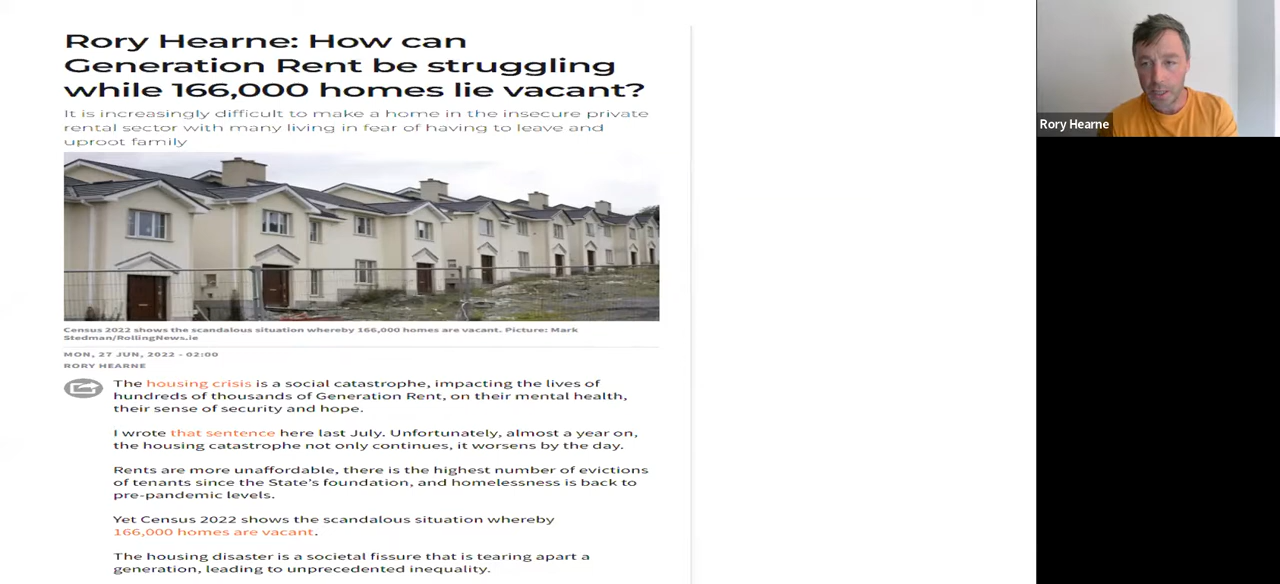 Rory Hearne: How can
Generation Rent be struggling
while 166,000 homes lie vacant?
It is increasingly difficult to make a home in the insecure private
rental sector with many living in fear of having to leave and
uproot family
Census 2022 shows the scandalous situation whereby 166,000 homes are vacant. Picture: Mark
Stedman/RollingNews.ie
MON, 27 JUN, 2022 - 02:00
RORY HEARNE
The housing crisis is a social catastrophe, impacting the lives of
hundreds of thousands of Generation Rent, on their mental health,
their sense of security and hope.
I wrote that sentence here last July. Unfortunately, almost a year on,
the housing catastrophe not only continues, it worsens by the day.
Rents are more unaffordable, there is the highest number of evictions
of tenants since the State's foundation, and homelessness is back to
pre-pandemic levels.
Yet Census 2022 shows the scandalous situation whereby
166,000 homes are vacant.
The housing disaster is a societal fissure that is tearing apart a
generation, leading to unprecedented inequality.
Rory Hearne